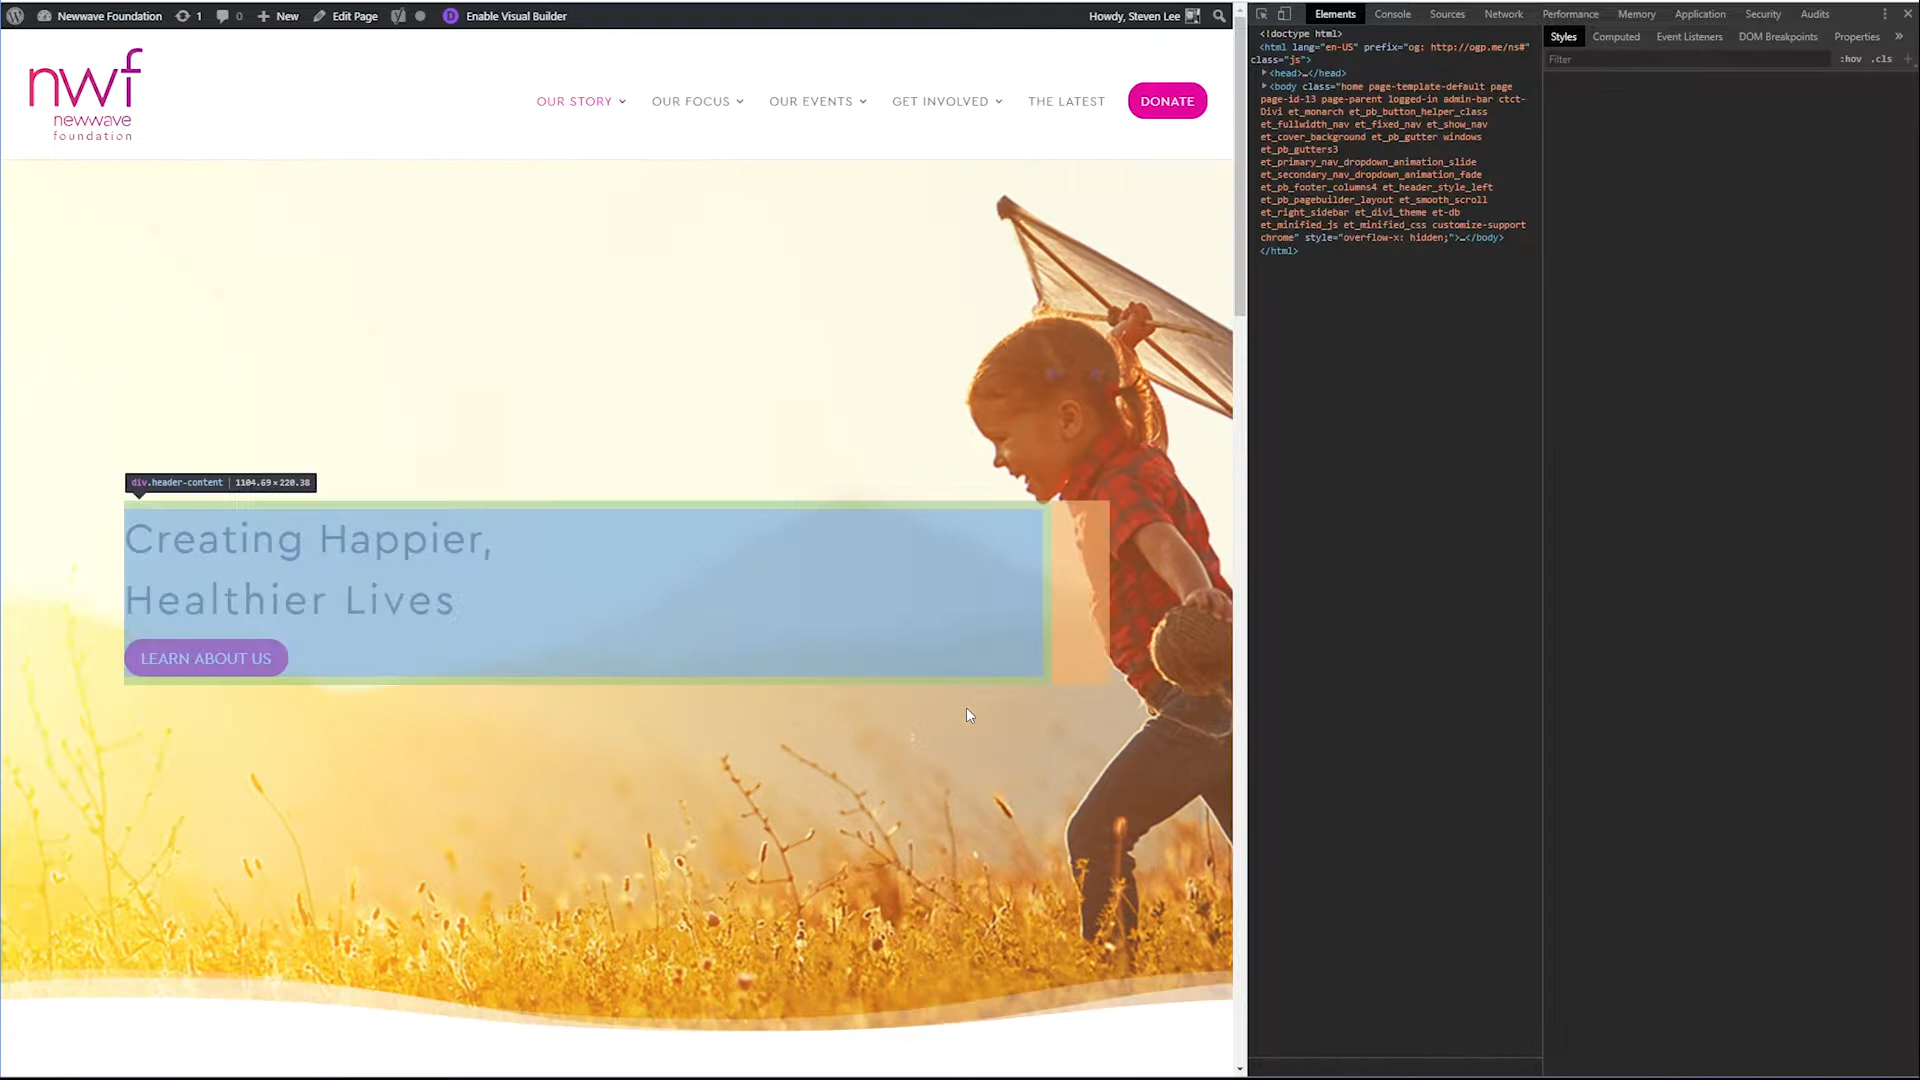 Newwave Foundation 1 0 New Edit Page Enable Visual Builder Howdy, Steven Lee
nwf
newwave
foundation
OUR STORY OUR FOCUS OUR EVENTS GET INVOLVED THE LATEST DONATE
div.header-content 1104.69×220.38
Creating Happier,
Healthier Lives
LEARN ABOUT US
Elements Console Sources Network Performance Memory Application Security Audits
<!doctype html>
<html lang="en-US" prefix="og: http://ogp.me/ns#"
class="js">
<head>…</head>
<body class="home page-template-default page
page-id-13 page-parent logged-in admin-bar ctct-
Divi et_monarch et_pb_button_helper_class
et_fullwidth_nav et_fixed_nav et_show_nav
et_cover_background et_pb_gutter windows
et_pb_gutters3
et_primary_nav_dropdown_animation_slide
et_secondary_nav_dropdown_animation_fade
et_pb_footer_columns4 et_header_style_left
et_pb_pagebuilder_layout et_smooth_scroll
et_right_sidebar et_divi_theme et-db
et_minified_js et_minified_css customize-support
chrome" style="overflow-x: hidden;">…</body>
</html>
Styles Computed Event Listeners DOM Breakpoints Properties »
Filter :hov .cls +